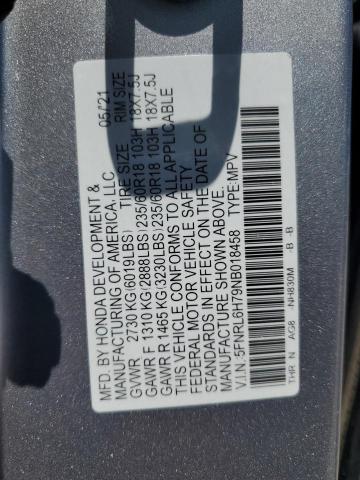 MFD. BY HONDA DEVELOPMENT & 05/'21
MANUFACTURING OF AMERICA, LLC
TIRE SIZE RIM SIZE
GVWR 2730 KG(6019LBS)
GAWR F 1310 KG(2888LBS)235/60R18 103H 18X7.5J
GAWR R 1465 KG(3230LBS)235/60R18 103H 18X7.5J
THIS VEHICLE CONFORMS TO ALL APPLICABLE
FEDERAL MOTOR VEHICLE SAFETY
STANDARDS IN EFFECT ON THE DATE OF
MANUFACTURE SHOWN ABOVE.
V.I.N.:5FNRL6H79NB018458 TYPE:MPV
THR N AG8 NH830M -B -B